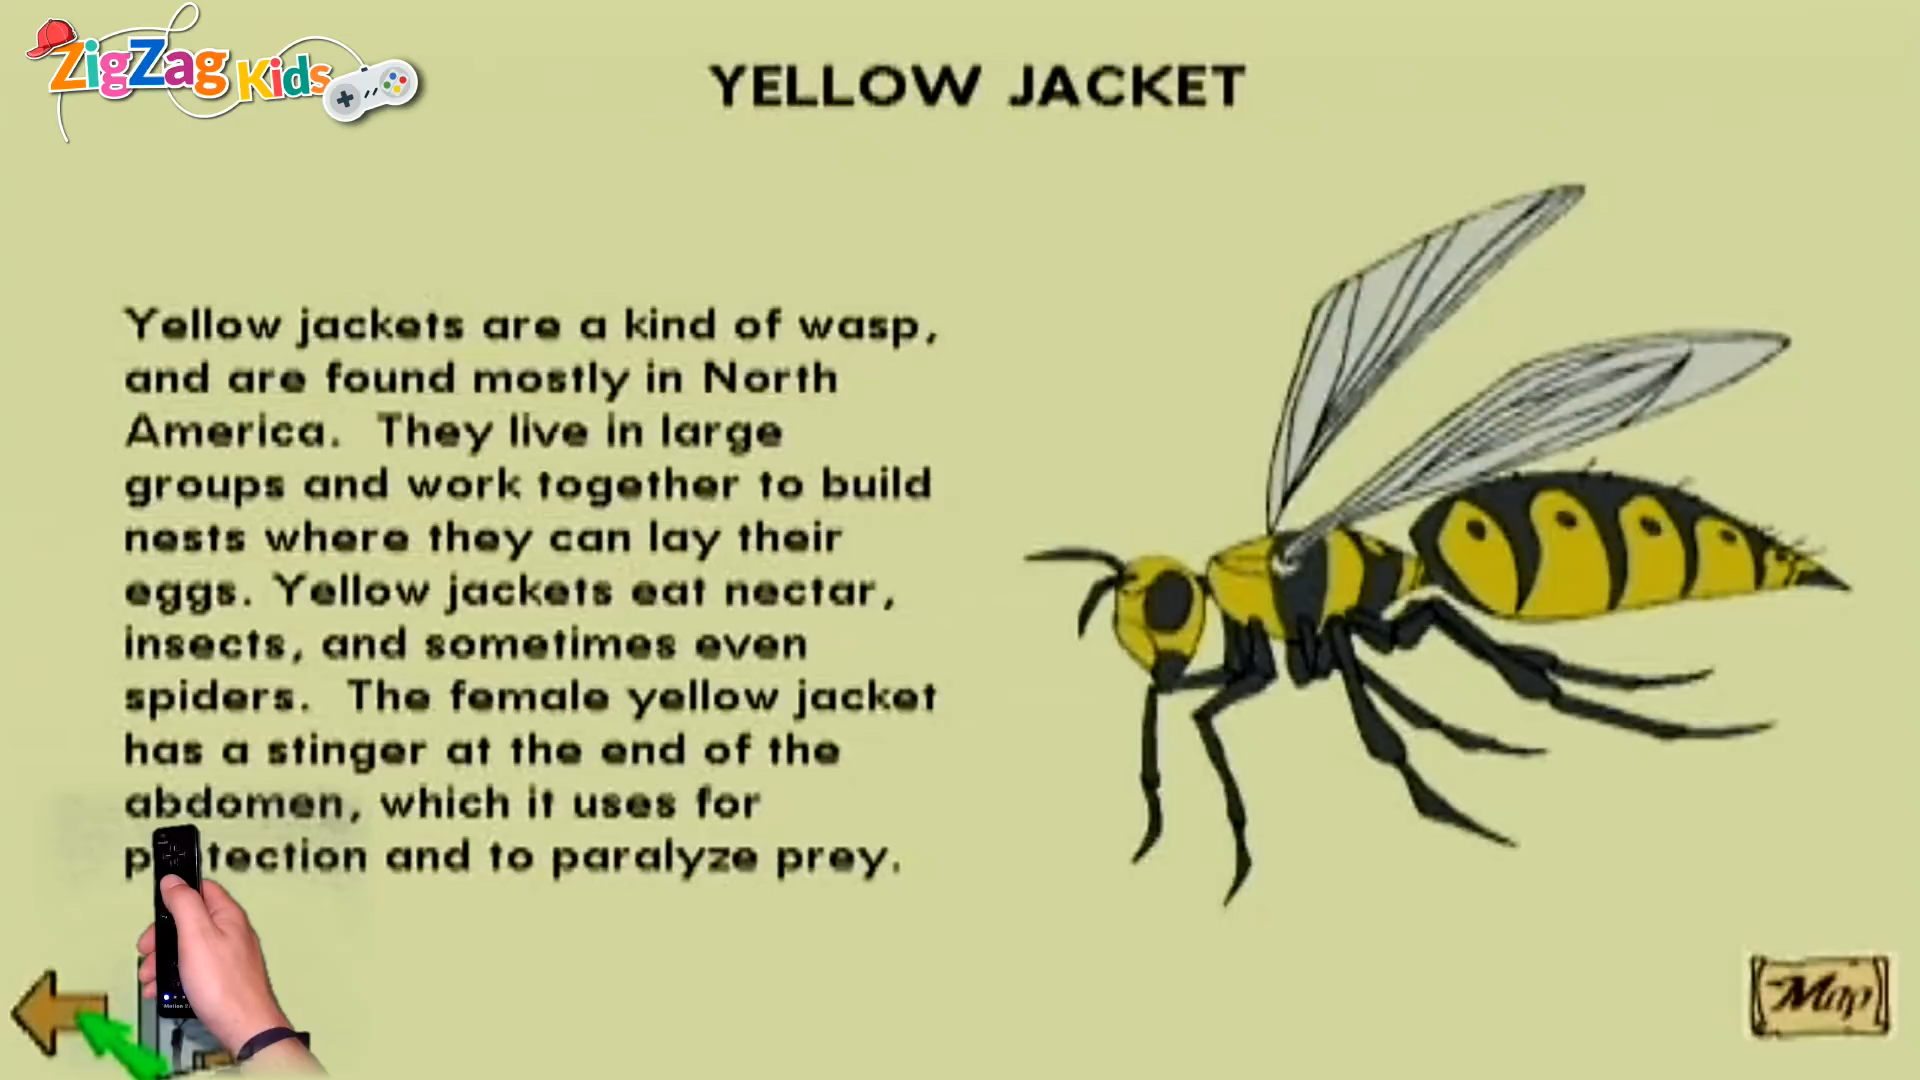 ZigZag Kids
YELLOW JACKET
Yellow jackets are a kind of wasp,
and are found mostly in North
America. They live in large
groups and work together to build
nests where they can lay their
eggs. Yellow jackets eat nectar,
insects, and sometimes even
spiders. The female yellow jacket
has a stinger at the end of the
abdomen, which it uses for
p tection and to paralyze prey.
Map